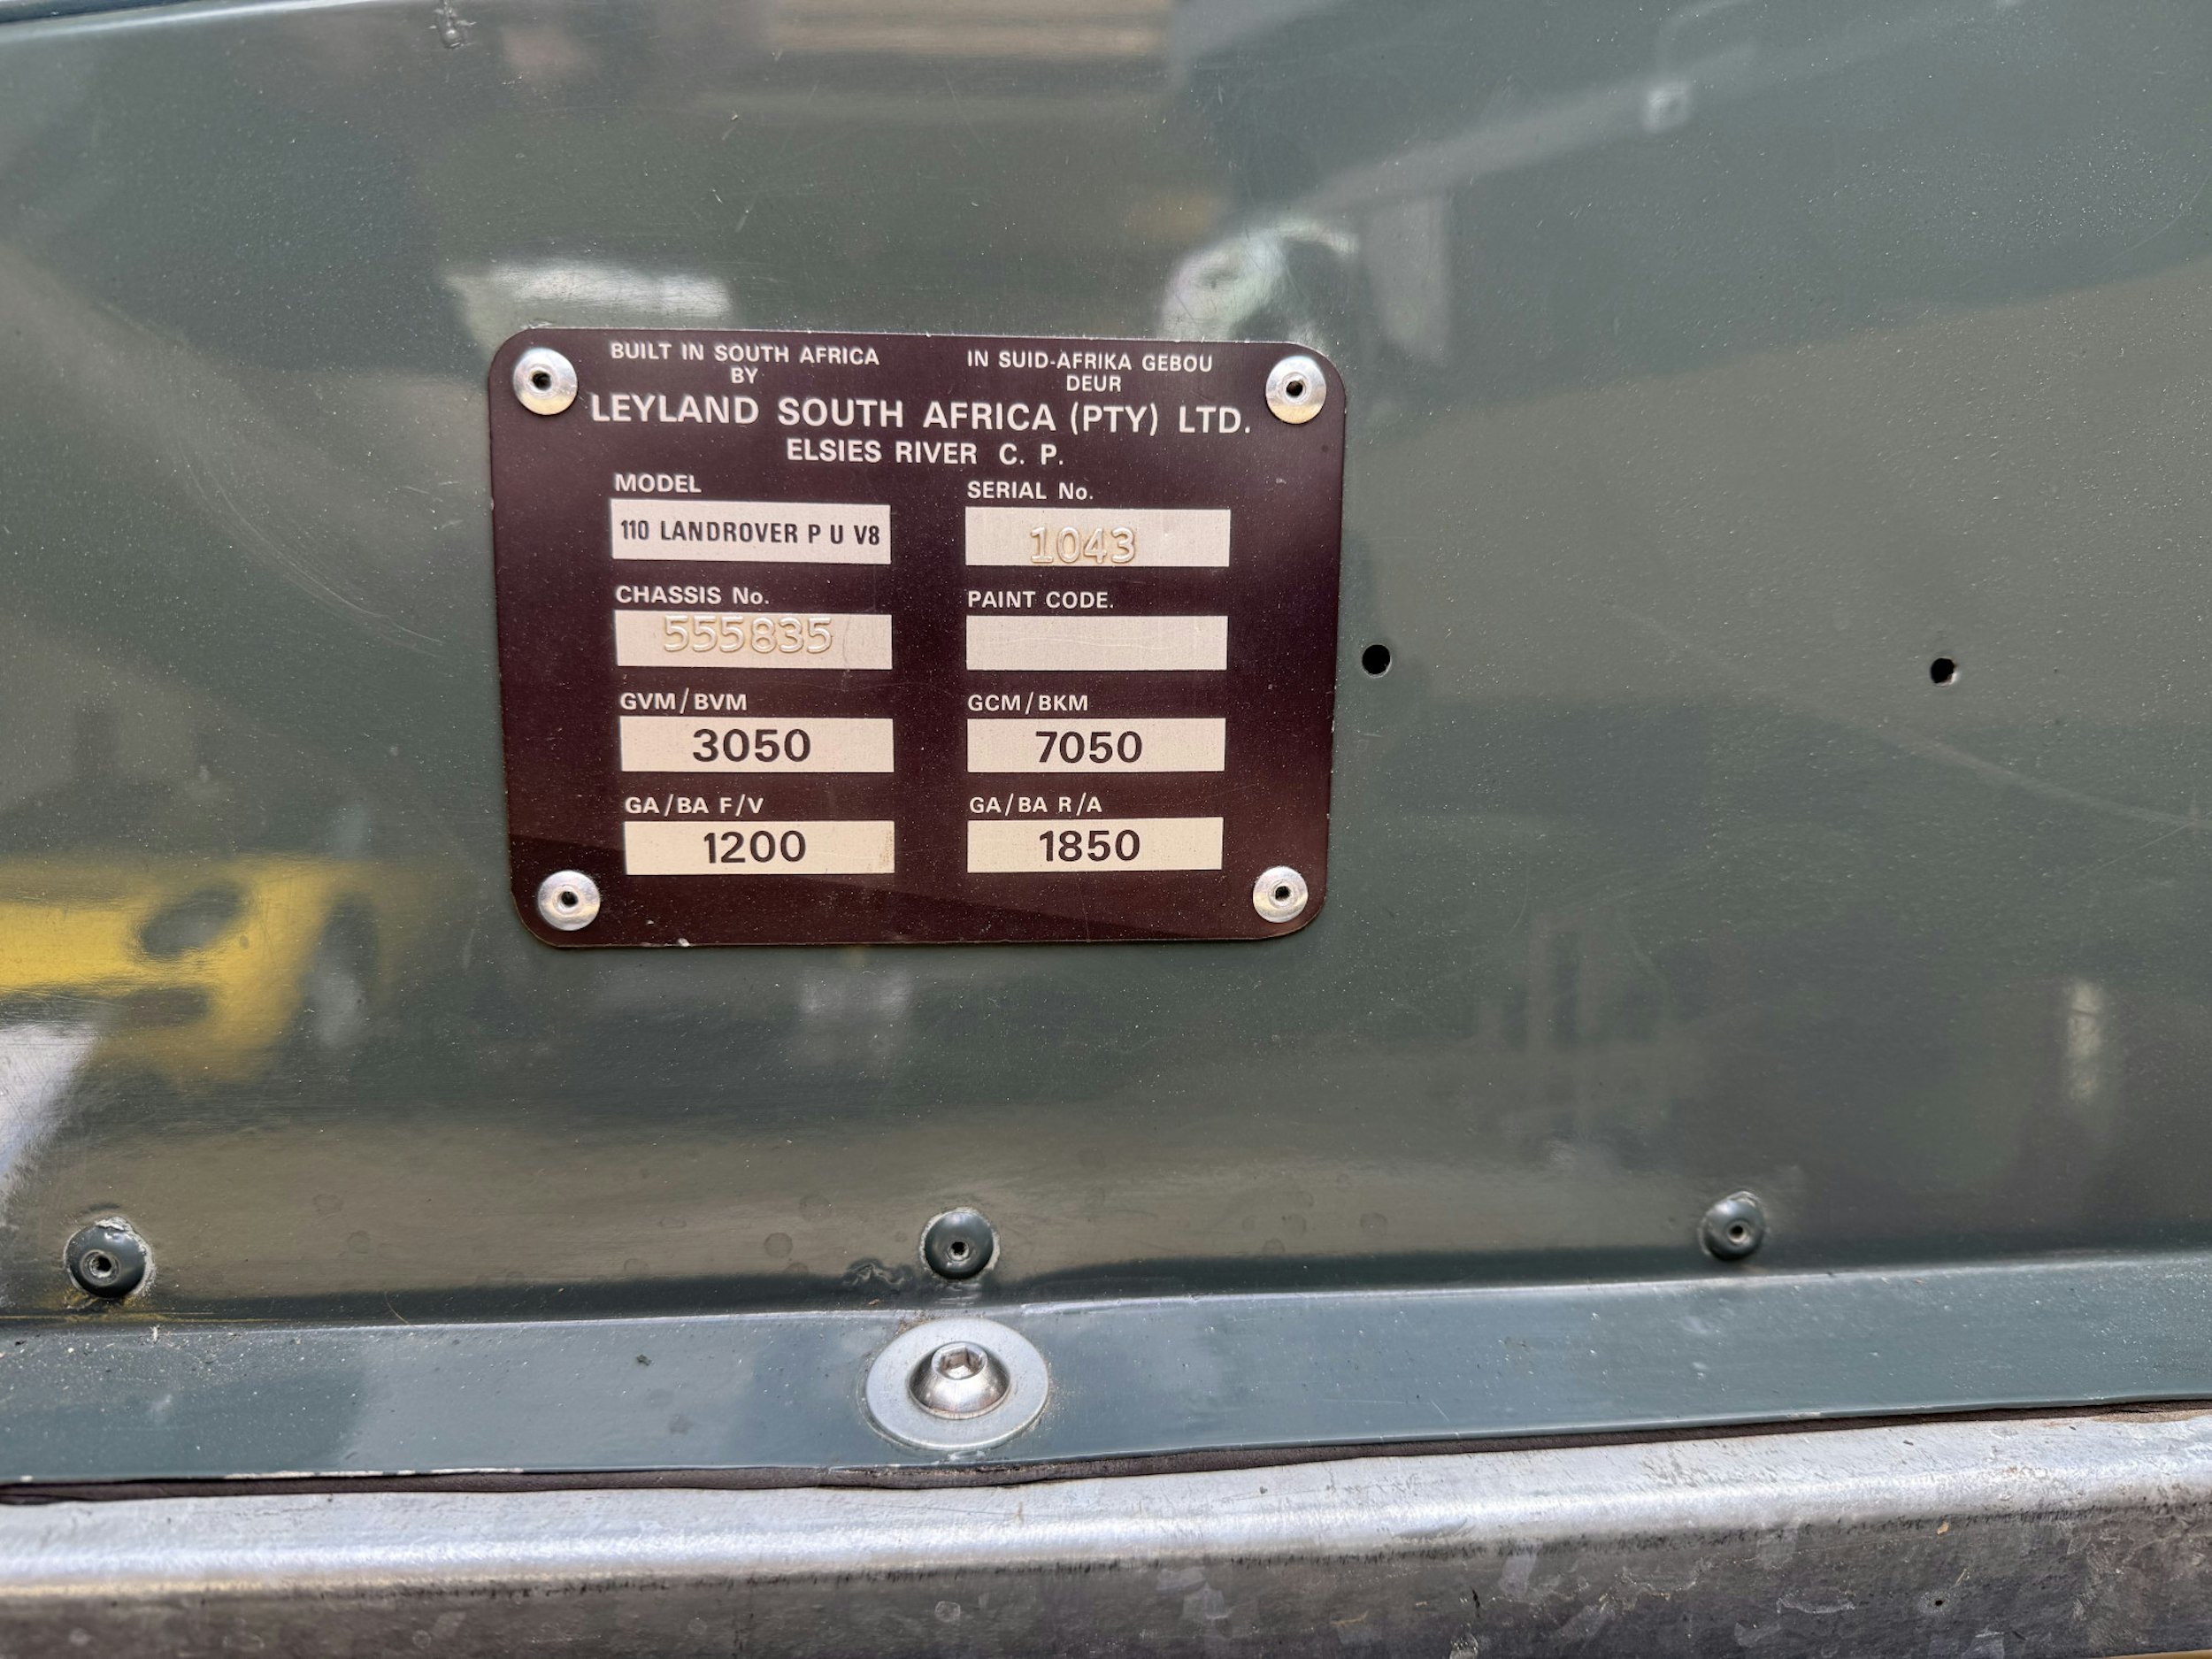 BUILT IN SOUTH AFRICA
BY
IN SUID-AFRIKA GEBOU
DEUR
LEYLAND SOUTH AFRICA (PTY) LTD.
ELSIES RIVER C. P.
MODEL
110 LANDROVER P U V8
SERIAL No.
1043
CHASSIS No.
555835
PAINT CODE.
GVM/BVM
3050
GCM/BKM
7050
GA/BA F/V
1200
GA/BA R/A
1850